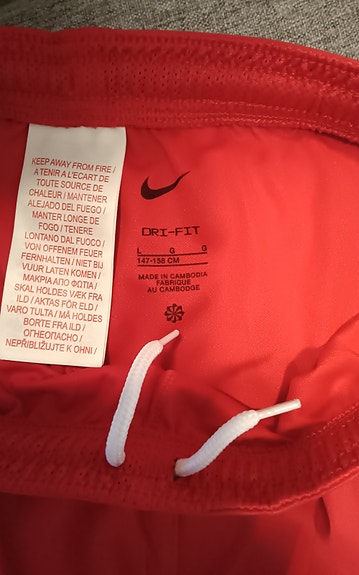 KEEP AWAY FROM FIRE /
A TENIR A L'ECART DE
TOUTE SOURCE DE
CHALEUR / MANTENER
ALEJADO DEL FUEGO /
MANTER LONGE DE
FOGO / TENERE
LONTANO DAL FUOCO /
VON OFFENEM FEUER
FERNHALTEN / NIET BIJ
VUUR LATEN KOMEN /
ΜΑΚΡΙΑ ΑΠΟ ΦΩΤΙΑ /
SKAL HOLDES VÆK FRA
ILD / AKTAS FÖR ELD /
VARO TULTA / MÅ HOLDES
BORTE FRA ILD /
ОГНЕОПАСНО /
NEPŘIBLIŽUJTE K OHNI /
DRI-FIT
L G G
147-158 CM
MADE IN CAMBODIA
FABRIQUÉ
AU CAMBODGE